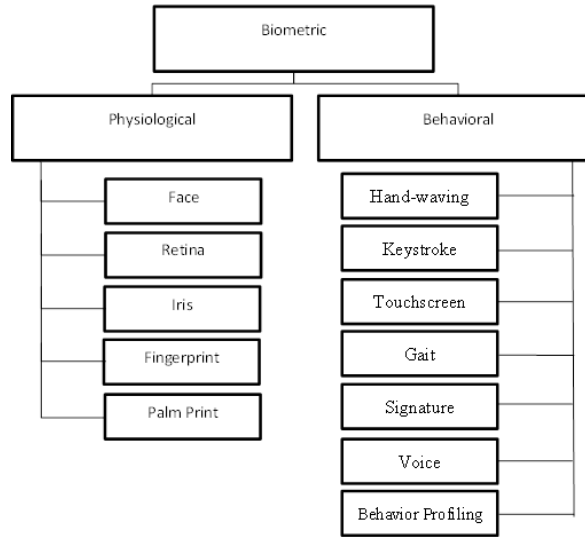 Biometric
Physiological
Behavioral
Face
Retina
Iris
Fingerprint
Palm Print
Hand-waving
Keystroke
Touchscreen
Gait
Signature
Voice
Behavior Profiling